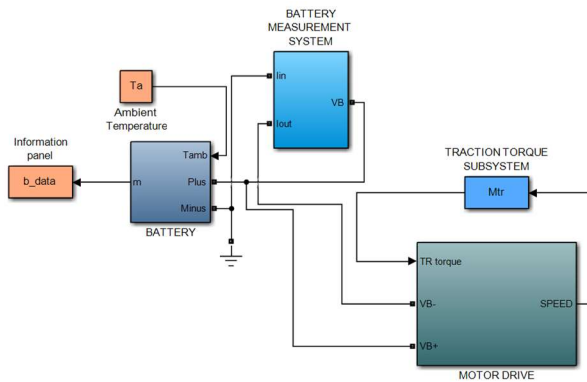 BATTERY
MEASUREMENT
SYSTEM
Iin
VB
Iout
Ta
Ambient
Temperature
Information
panel
b_data
Tamb
m
Plus
Minus
BATTERY
TRACTION TORQUE
SUBSYSTEM
Mtr
TR torque
VB-
SPEED
VB+
MOTOR DRIVE